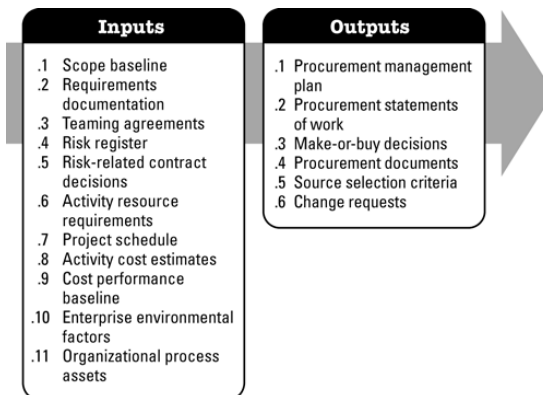 Inputs
.1 Scope baseline
.2 Requirements
documentation
.3 Teaming agreements
.4 Risk register
.5 Risk-related contract
decisions
.6 Activity resource
requirements
.7 Project schedule
.8 Activity cost estimates
.9 Cost performance
baseline
.10 Enterprise environmental
factors
.11 Organizational process
assets
Outputs
.1 Procurement management
plan
.2 Procurement statements
of work
.3 Make-or-buy decisions
.4 Procurement documents
.5 Source selection criteria
.6 Change requests